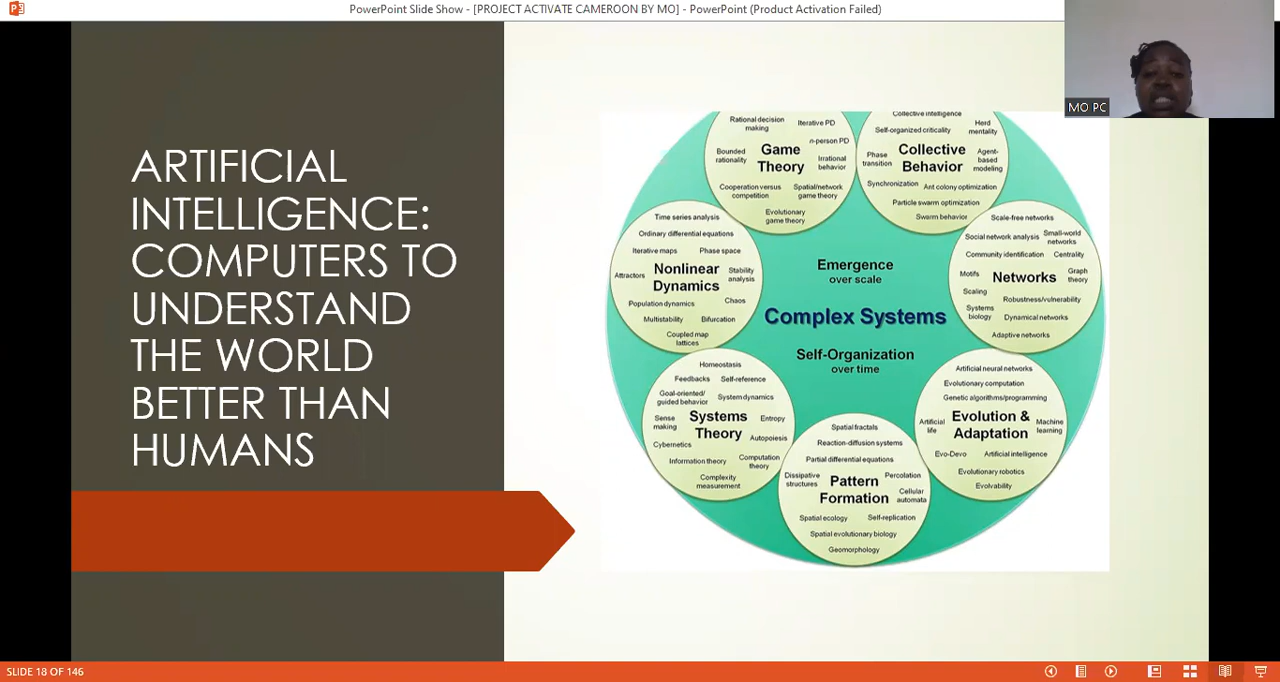 PowerPoint Slide Show - [PROJECT ACTIVATE CAMEROON BY MO] - PowerPoint (Product Activation Failed)
MO PC
ARTIFICIAL
INTELLIGENCE:
COMPUTERS TO
UNDERSTAND
THE WORLD
BETTER THAN
HUMANS
Rational decision
making
Iterative PD
n-person PD
Bounded
rationality
Game
Theory
Irrational
behavior
Cooperation versus
competition
Spatial/network
game theory
Evolutionary
game theory
Collective intelligence
Self-organized criticality
Herd
mentality
Phase
transition
Collective
Behavior
Agent-
based
modeling
Synchronization
Ant colony optimization
Particle swarm optimization
Swarm behavior
Time series analysis
Ordinary differential equations
Iterative maps
Phase space
Attractors
Nonlinear
Dynamics
Stability
analysis
Population dynamics
Chaos
Multistability
Bifurcation
Coupled map
lattices
Emergence
over scale
Complex Systems
Self-Organization
over time
Scale-free networks
Social network analysis
Small-world
networks
Community identification
Centrality
Motifs
Networks
Graph
theory
Scaling
Robustness/vulnerability
Systems
biology
Dynamical networks
Adaptive networks
Homeostasis
Feedbacks
Self-reference
Goal-oriented/
guided behavior
System dynamics
Sense
making
Systems
Theory
Entropy
Cybernetics
Autopoiesis
Information theory
Computation
theory
Complexity
measurement
Artificial neural networks
Evolutionary computation
Genetic algorithms/programming
Artificial
life
Evolution &
Adaptation
Machine
learning
Evo-Devo
Artificial intelligence
Evolutionary robotics
Evolvability
Spatial fractals
Reaction-diffusion systems
Partial differential equations
Dissipative
structures
Percolation
Pattern
Formation
Cellular
automata
Spatial ecology
Self-replication
Spatial evolutionary biology
Geomorphology
SLIDE 18 OF 146